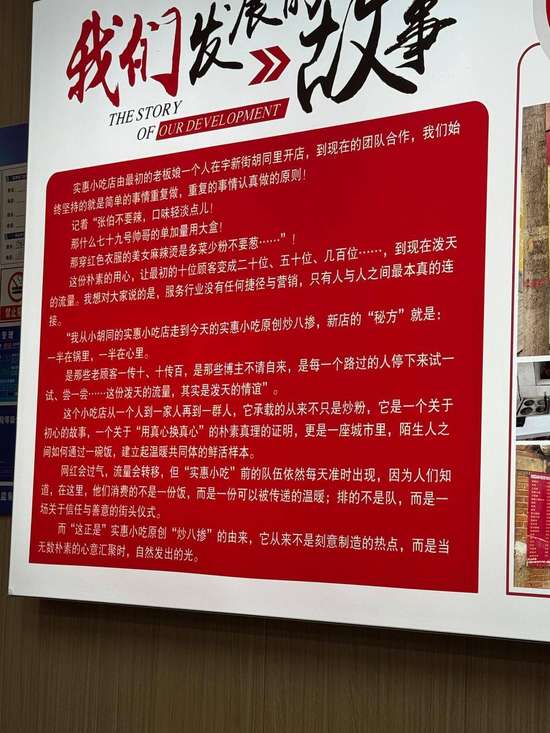 我们发展的故事
THE STORY
OF OUR DEVELOPMENT
实惠小吃店由最初的老板娘一个人在宇新街胡同里开店，到现在的团队合作，我们始
终坚持的就是简单的事情重复做，重复的事情认真做的原则！
记着“张伯不要辣，口味轻淡点儿！
那什么七十九号帅哥的单加量用大盒！
那穿红色衣服的美女麻辣烫是多菜少粉不要葱……”！
这份朴素的用心，让最初的十位顾客变成二十位、五十位、几百位……，到现在泼天
的流量。我想对大家说的是，服务行业没有任何捷径与营销，只有人与人之间最本真的连
接。
“我从小胡同的实惠小吃店走到今天的实惠小吃原创炒八掺，新店的“秘方”就是：
一半在锅里，一半在心里。
是那些老顾客一传十、十传百，是那些博主不请自来，是每一个路过的人停下来试一
试、尝一尝……这份泼天的流量，其实是泼天的情谊”。
这个小吃店从一个人到一家人再到一群人，它承载的从来不只是炒粉，它是一个关于
初心的故事，一个关于“用真心换真心”的朴素真理的证明，更是一座城市里，陌生人之
间如何通过一碗饭，建立起温暖共同体的鲜活样本。
网红会过气，流量会转移，但“实惠小吃”前的队伍依然每天准时出现，因为人们知
道，在这里，他们消费的不是一份饭，而是一份可以被传递的温暖；排的不是队，而是一
场关于信任与善意的街头仪式。
而“这正是”实惠小吃原创“炒八掺”的由来，它从来不是刻意制造的热点，而是当
无数朴素的心意汇聚时，自然发出的光。